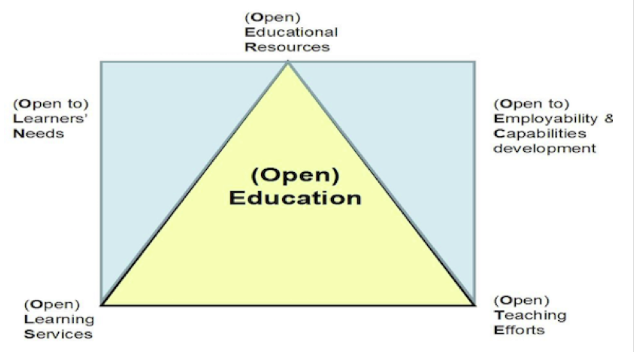 (Open)
Educational
Resources
(Open to)
Learners'
Needs
(Open to)
Employability &
Capabilities
development
(Open)
Education
(Open)
Learning
Services
(Open)
Teaching
Efforts